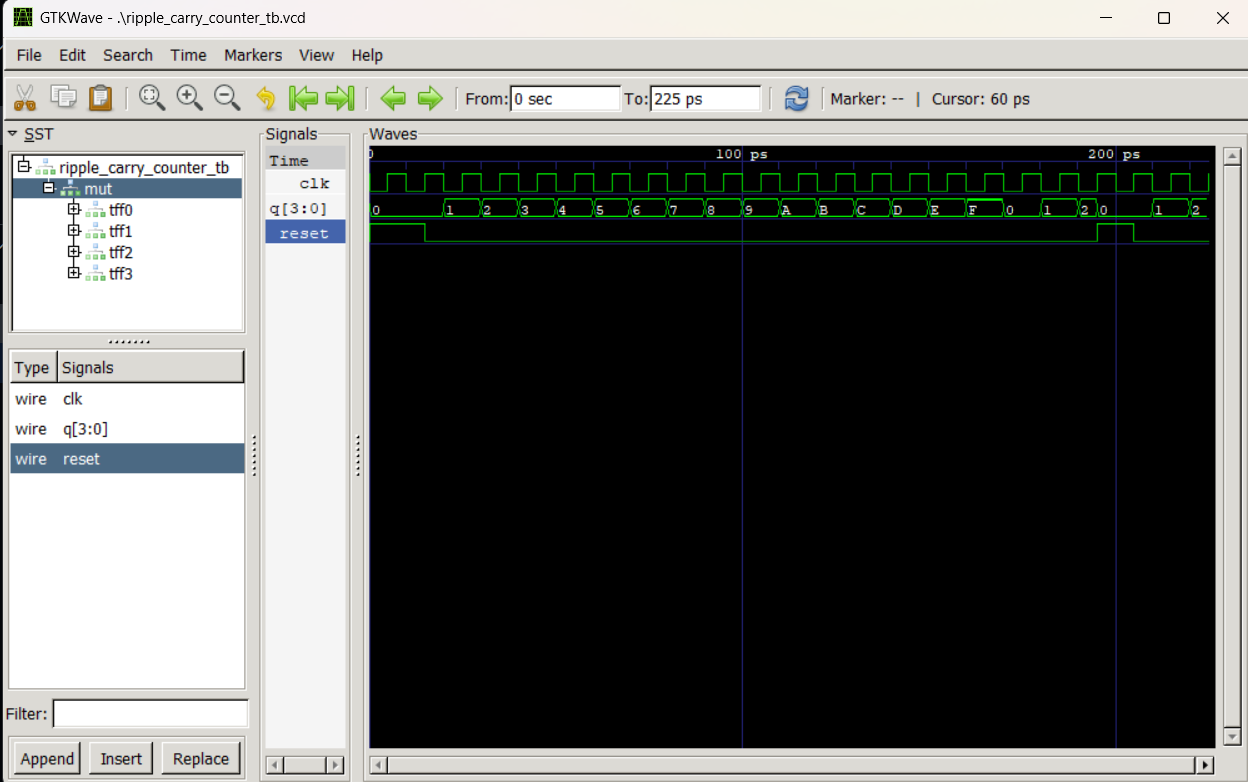 GTKWave - .\ripple_carry_counter_tb.vcd
File Edit Search Time Markers View Help
From: 0 sec To: 225 ps Marker: -- | Cursor: 60 ps
SST
ripple_carry_counter_tb
mut
tff0
tff1
tff2
tff3
Type Signals
wire clk
wire q[3:0]
wire reset
Filter:
Append Insert Replace
Signals
Time
clk
q[3:0]
reset
Waves
0 100 ps 200 ps
0 1 2 3 4 5 6 7 8 9 A B C D E F 0 1 2 0 1 2